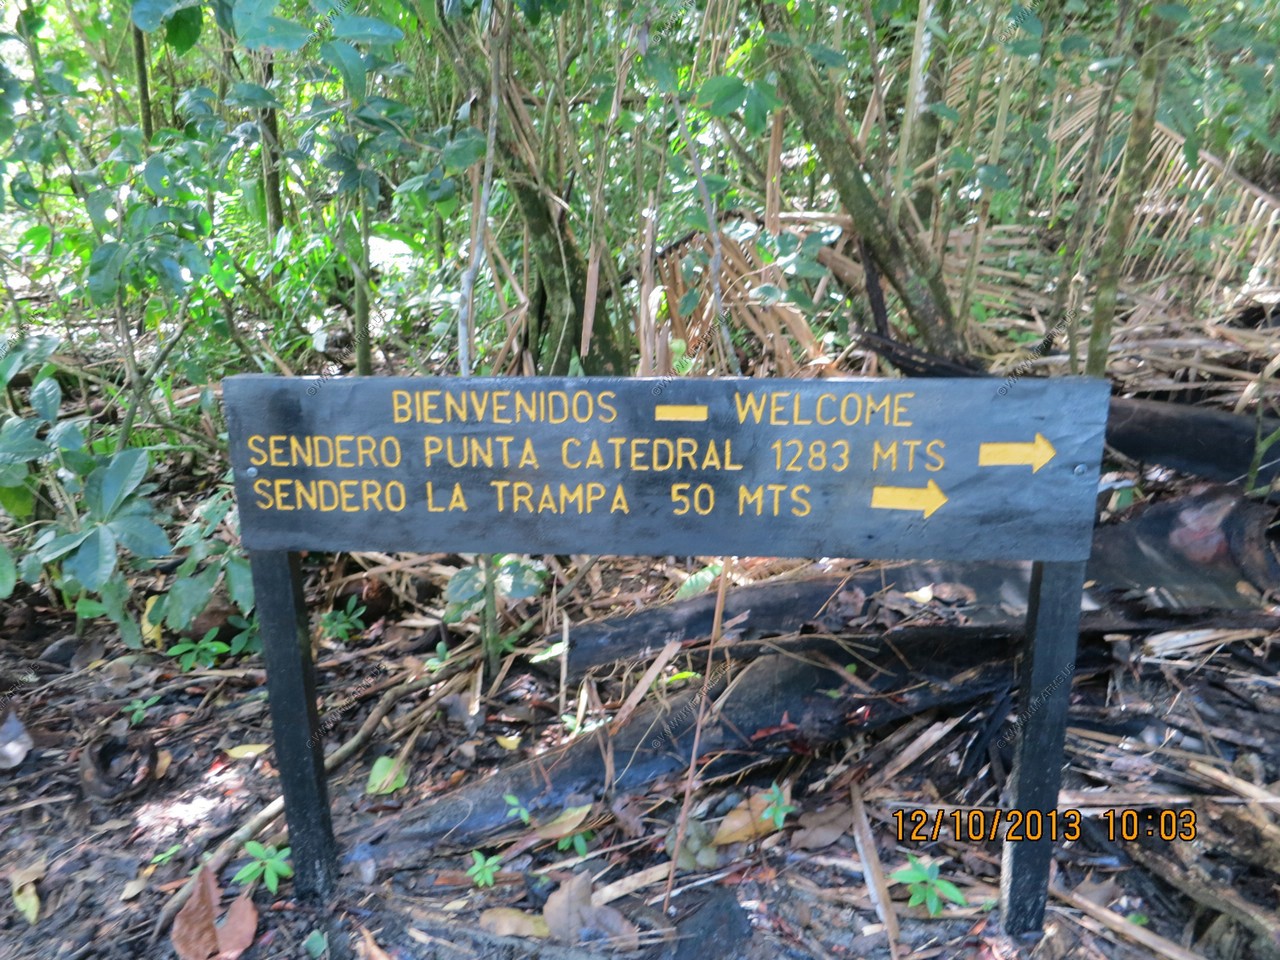 BIENVENIDOS — WELCOME
SENDERO PUNTA CATEDRAL 1283 MTS →
SENDERO LA TRAMPA 50 MTS →
12/10/2013 10:03